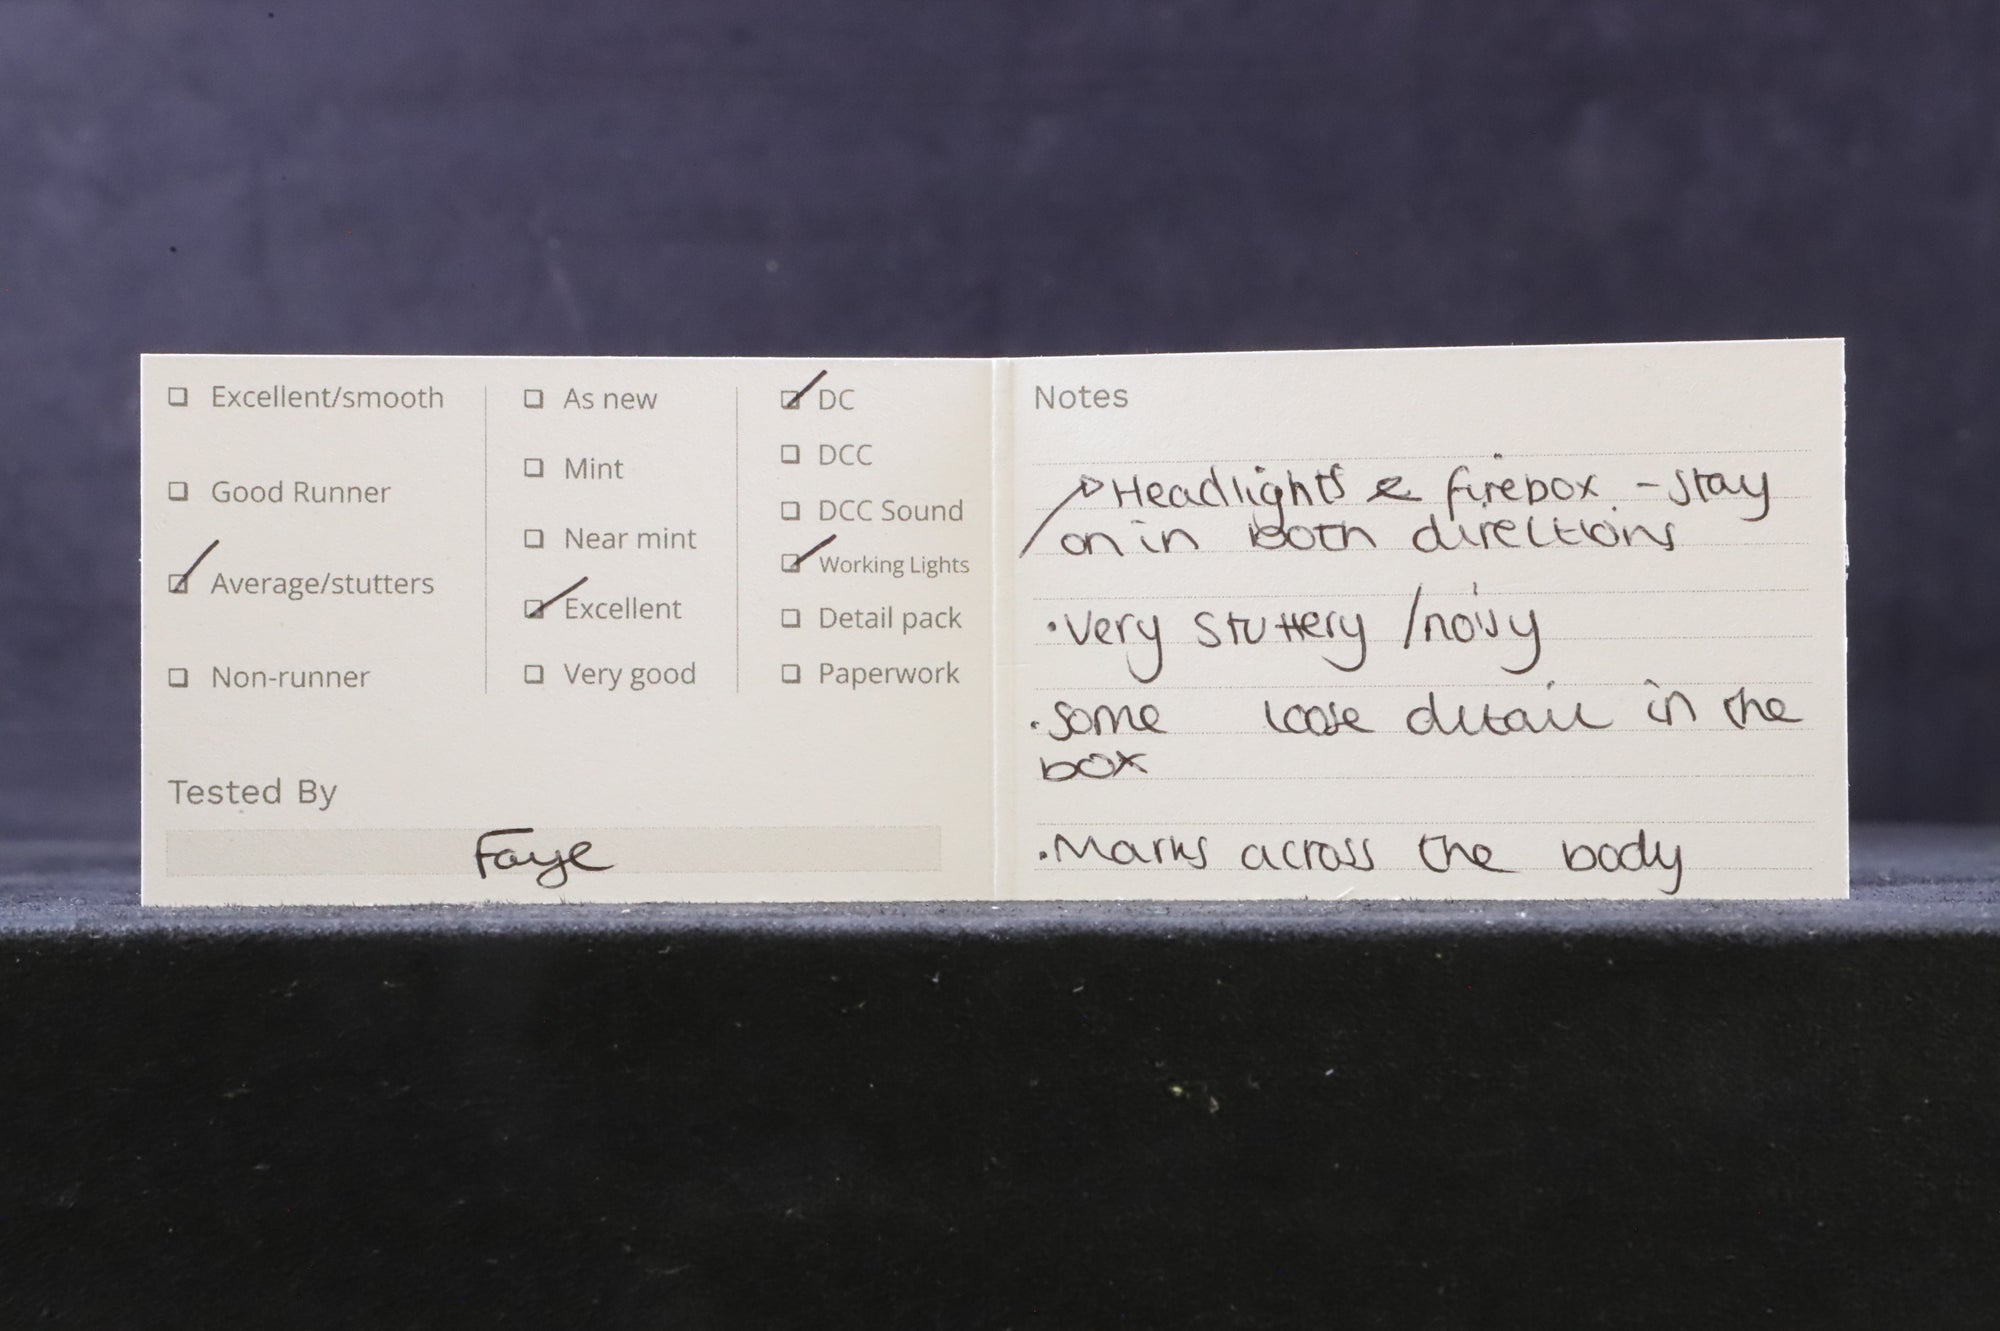 ☐ Excellent/smooth
☐ Good Runner
☑ Average/stutters
☐ Non-runner
☐ As new
☐ Mint
☐ Near mint
☑ Excellent
☐ Very good
☑ DC
☐ DCC
☐ DCC Sound
☑ Working Lights
☐ Detail pack
☐ Paperwork
Tested By
Faye
Notes
Headlights & firebox - stay
on in both directions
• Very stuttery / noisy
• Some loose detail in the
box
• Marks across the body